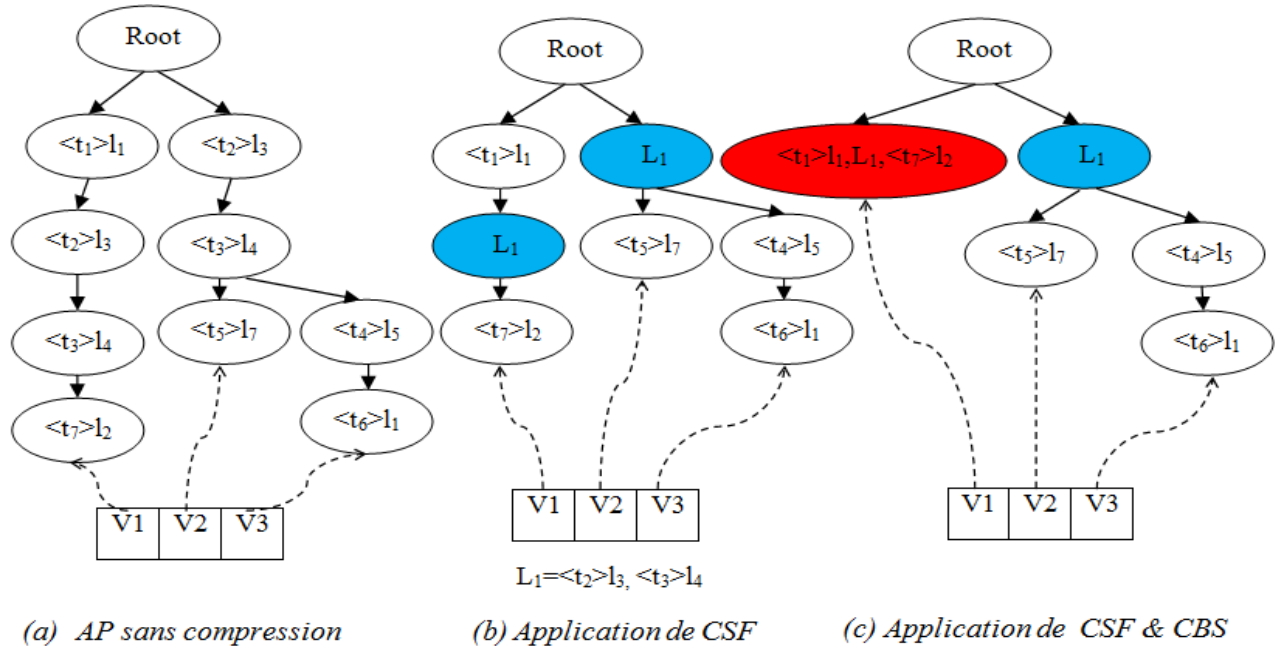 Root
<t₁>l₁
<t₂>l₃
<t₂>l₃
<t₃>l₄
<t₃>l₄
<t₅>l₇
<t₄>l₅
<t₇>l₂
<t₆>l₁
V1 V2 V3
(a) AP sans compression
Root
<t₁>l₁
L₁
L₁
<t₅>l₇
<t₄>l₅
<t₇>l₂
<t₆>l₁
V1 V2 V3
L₁=<t₂>l₃, <t₃>l₄
(b) Application de CSF
Root
<t₁>l₁,L₁,<t₇>l₂
L₁
<t₅>l₇
<t₄>l₅
<t₆>l₁
V1 V2 V3
(c) Application de CSF & CBS